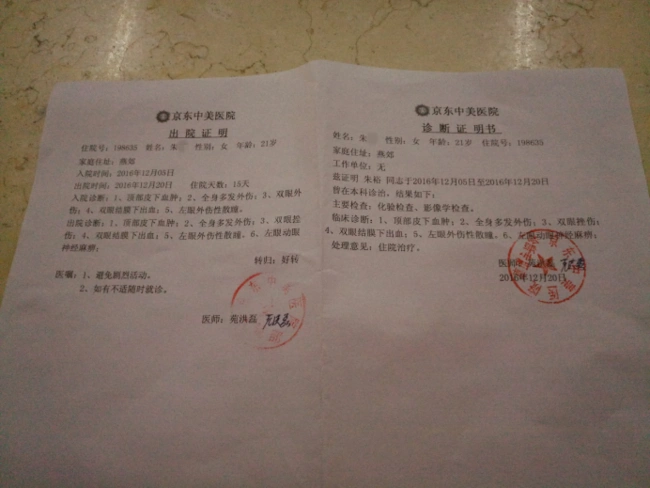 京东中美医院
出院证明
住院号：198635 姓名：朱 性别：女 年龄：21岁
家庭住址：燕郊
入院时间：2016年12月05日
出院时间：2016年12月20日 住院天数：15天
入院诊断：1、顶部皮下血肿；2、全身多发外伤；3、双眼外
伤；4、双眼结膜下出血；5、左眼外伤性散瞳。
出院诊断：1、顶部皮下血肿；2、全身多发外伤；3、双眼挫
伤；4、双眼结膜下出血；5、左眼外伤性散瞳；6、左眼动眼
神经麻痹；
转归：好转
医嘱：1、避免剧烈活动。
2、如有不适随时就诊。
医师：苑洪磊
京东中美医院
诊断证明书
姓名：朱 性别：女 年龄：21岁 住院号：198635
家庭住址：燕郊
工作单位：无
兹证明 朱裕 同志于2016年12月05日至2016年12月20日
曾在本科诊治。结果如下：
主要检查：化验检查、影像学检查。
临床诊断：1、顶部皮下血肿；2、全身多发外伤；3、双眼挫伤；
4、双眼结膜下出血；5、左眼外伤性散瞳。6、左眼动眼神经麻痹；
处理意见：住院治疗。
医师：
2016年12月20日